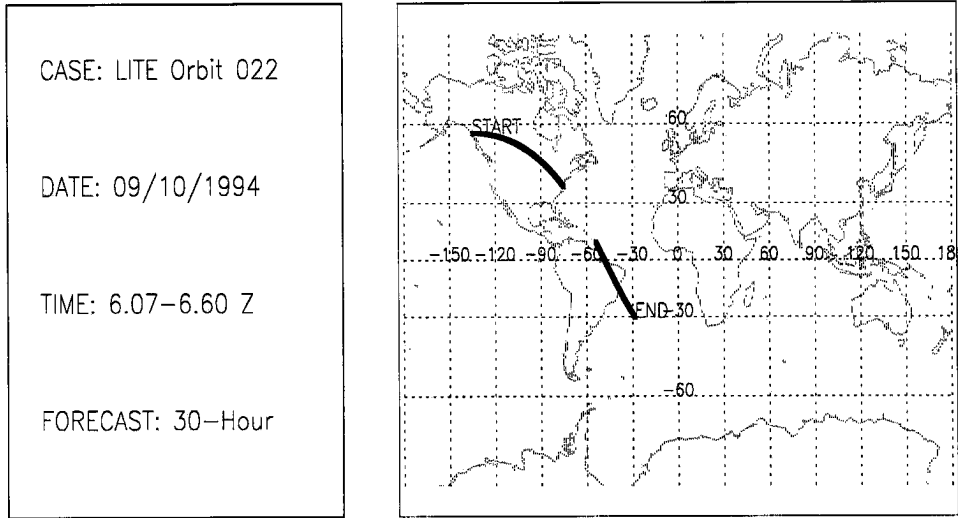 CASE: LITE Orbit 022
DATE: 09/10/1994
TIME: 6.07-6.60 Z
FORECAST: 30-Hour
START
60
30
-150 -120 -90 -60 -30 0 30 60 90 120 150 180
END -30
-60